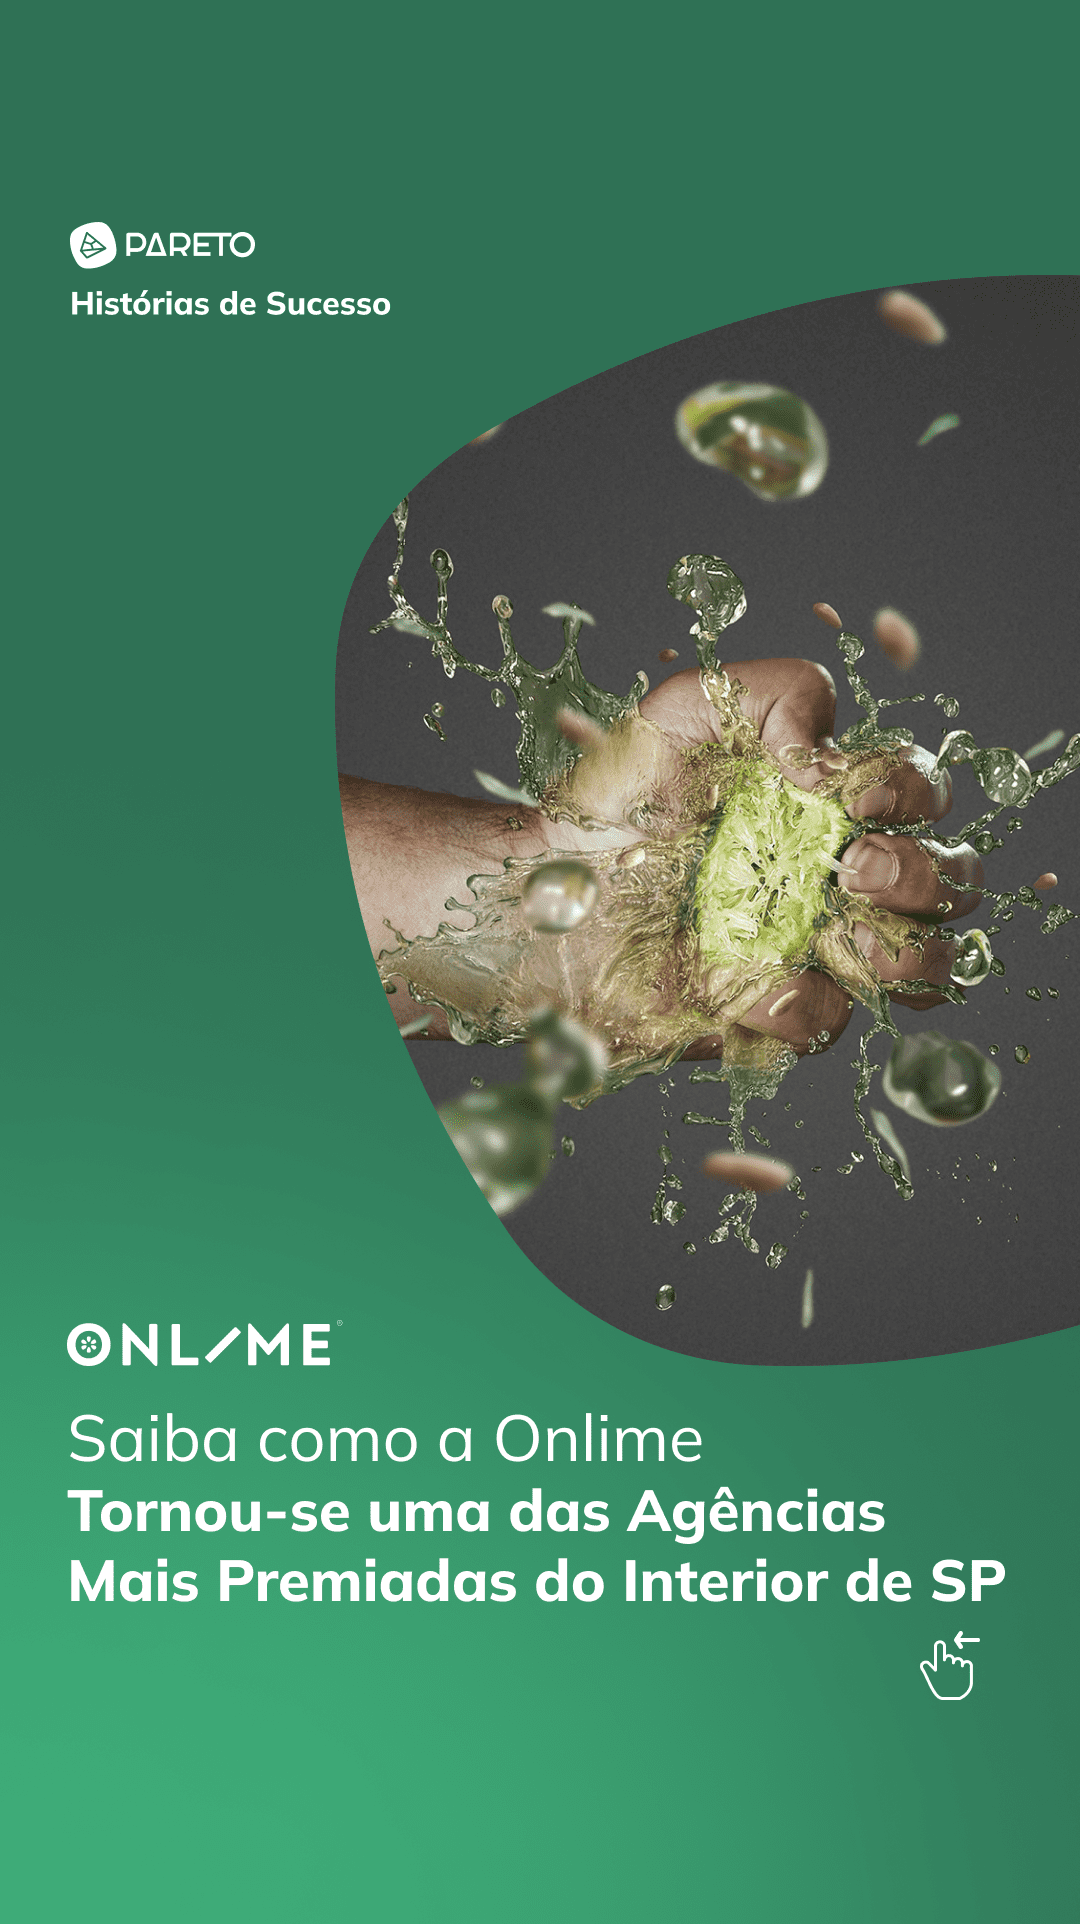 PARETO
Histórias de Sucesso
ONLIME®
Saiba como a Onlime
Tornou-se uma das Agências
Mais Premiadas do Interior de SP